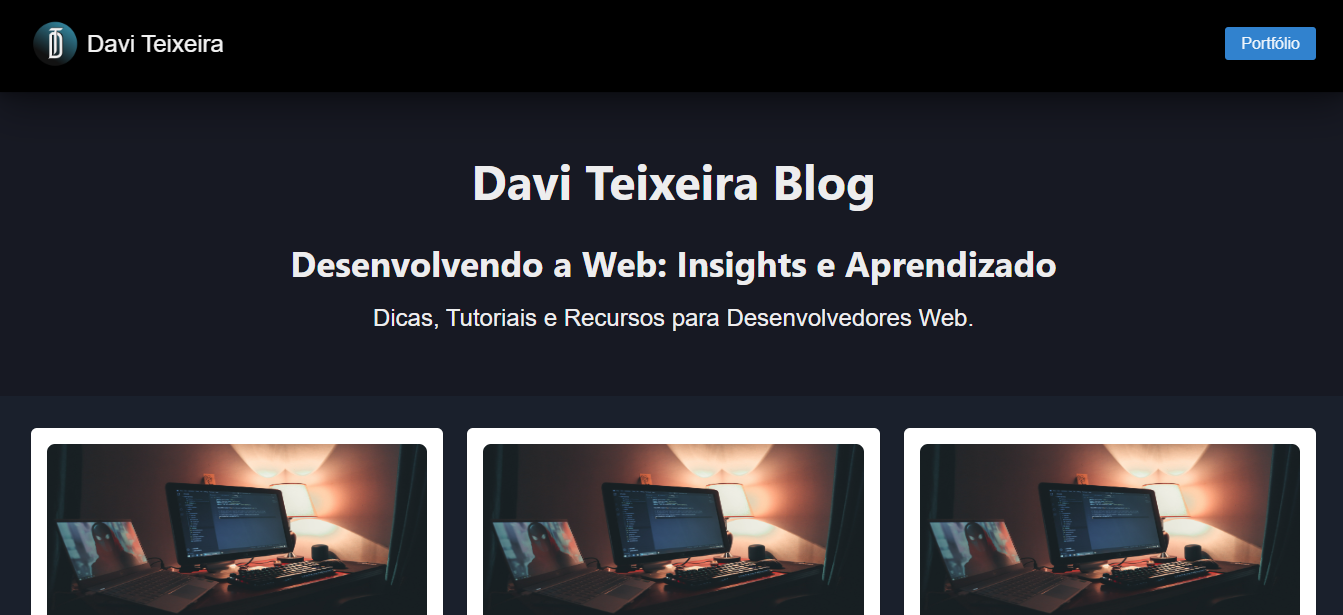 Davi Teixeira
Portfólio
Davi Teixeira Blog
Desenvolvendo a Web: Insights e Aprendizado
Dicas, Tutoriais e Recursos para Desenvolvedores Web.